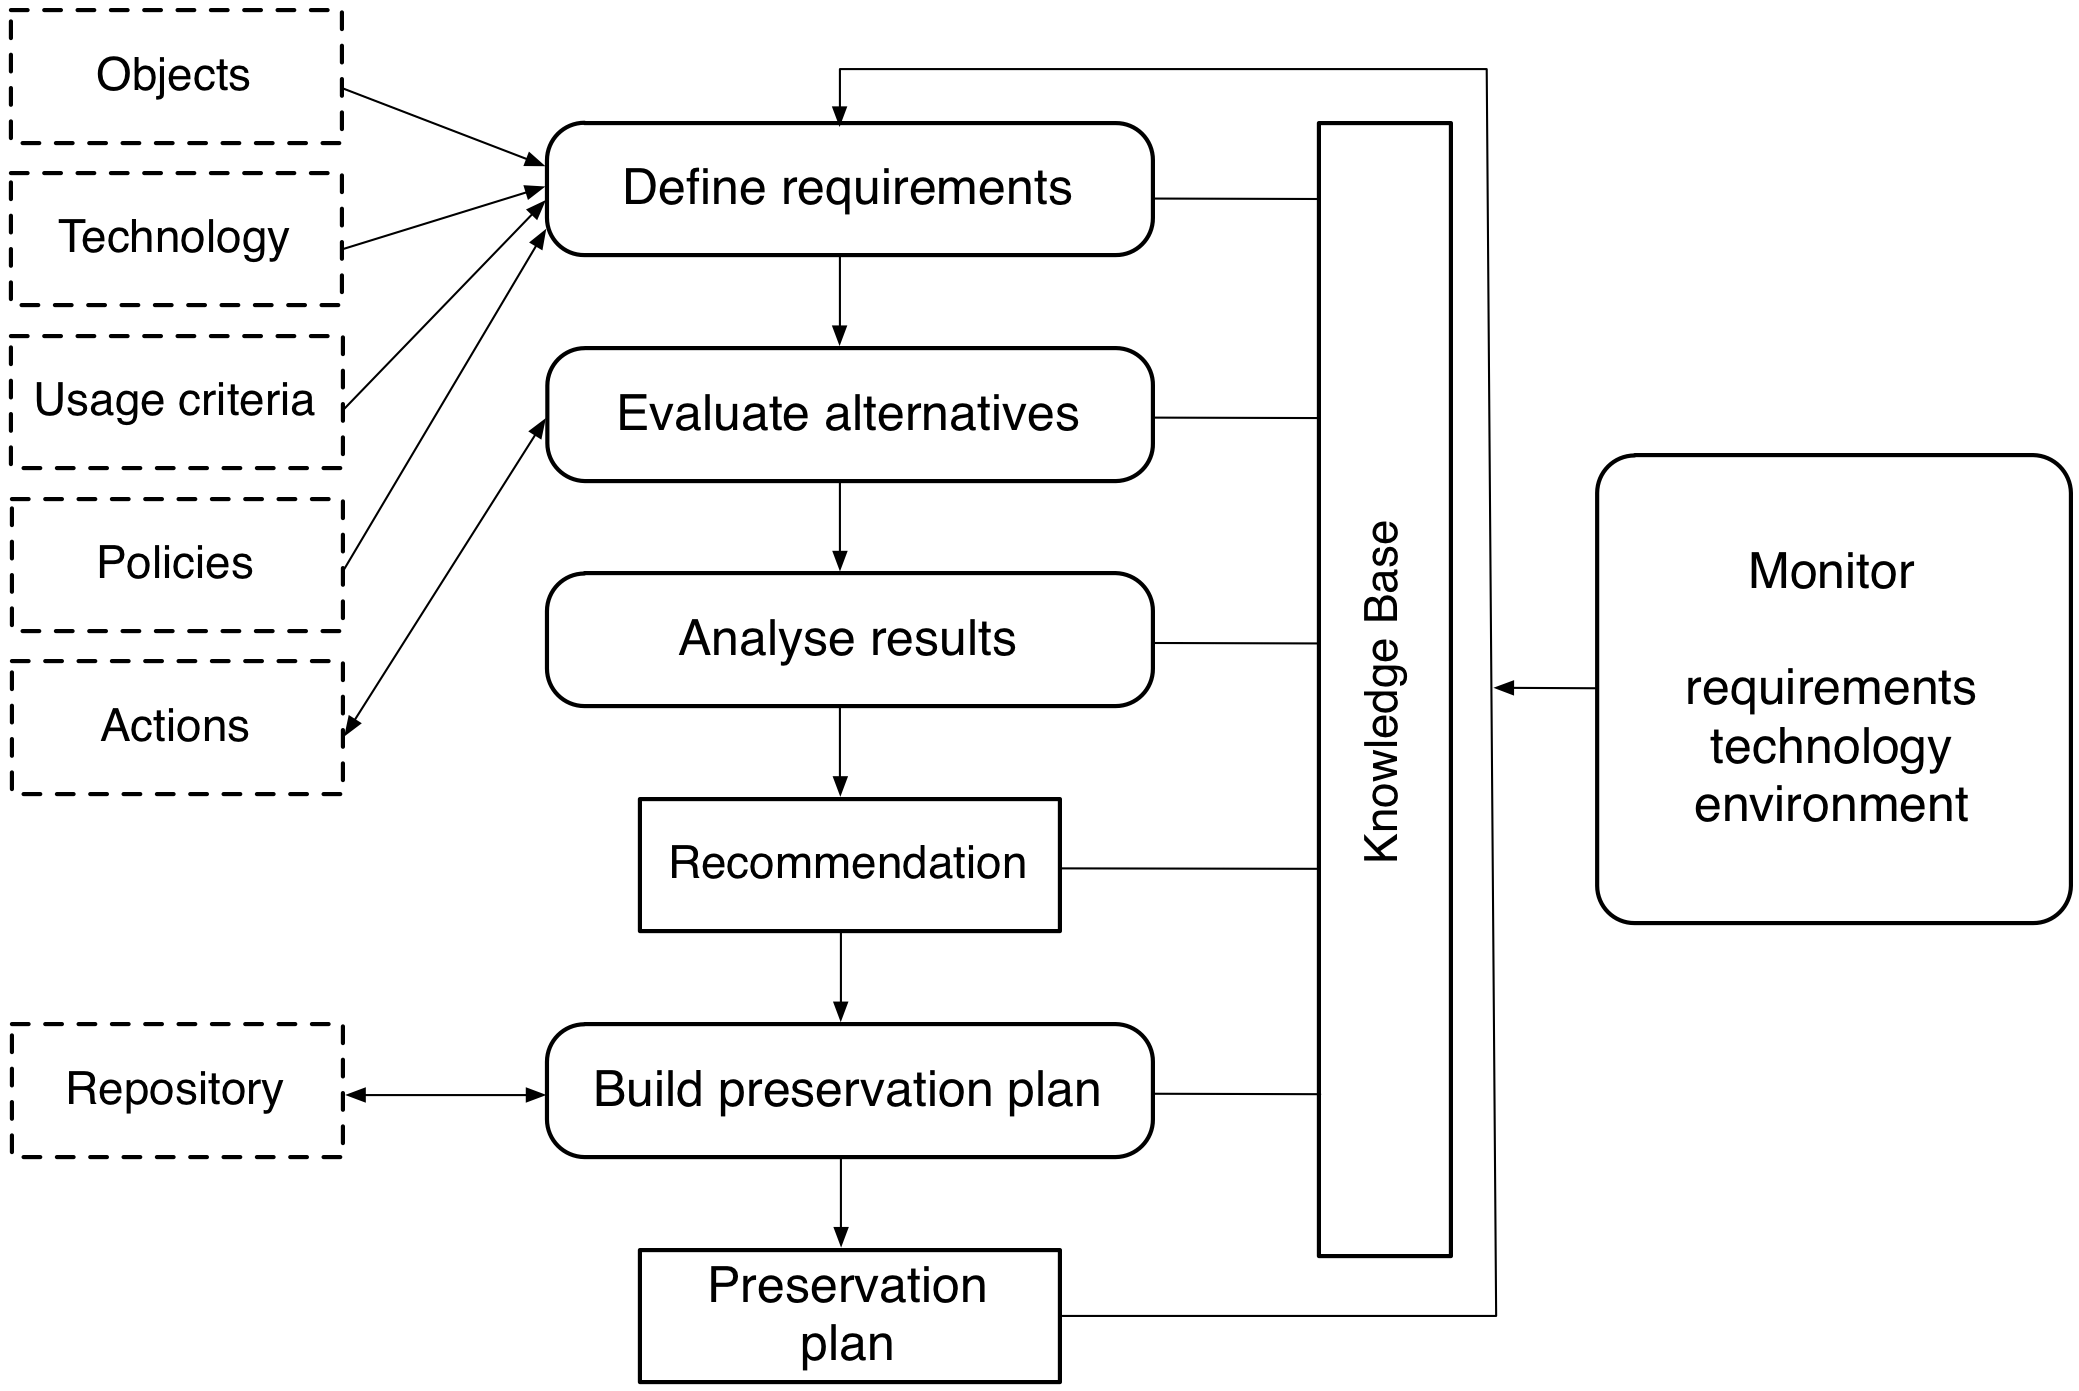 Objects
Technology
Usage criteria
Policies
Actions
Repository
Define requirements
Evaluate alternatives
Analyse results
Recommendation
Build preservation plan
Preservation
plan
Knowledge Base
Monitor
requirements
technology
environment